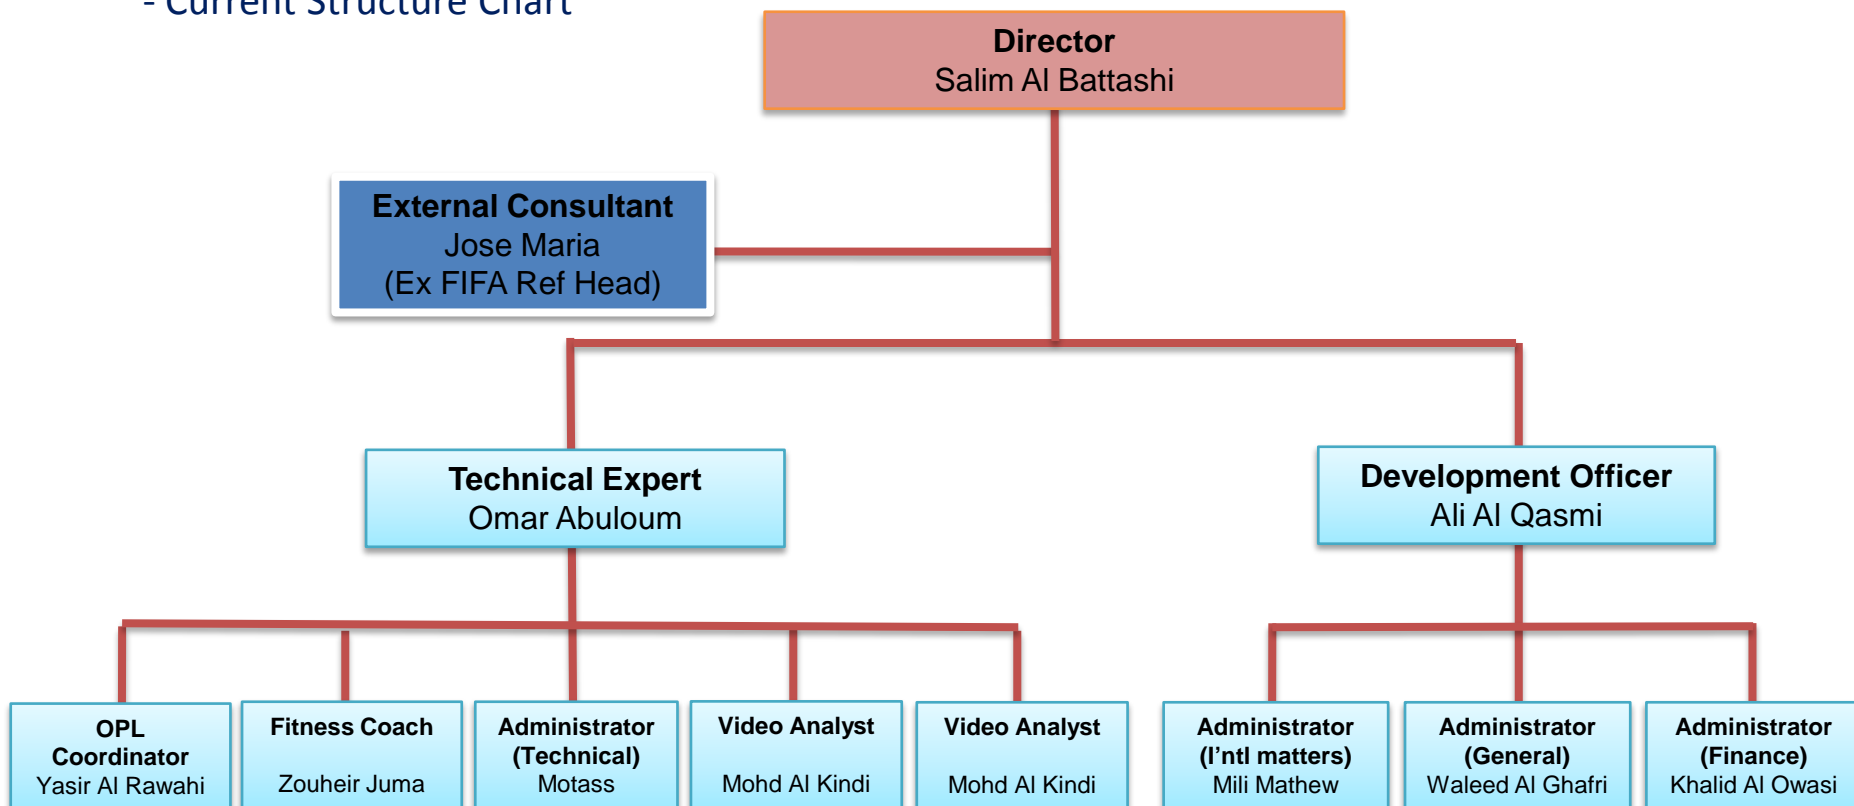 - Current Structure Chart
Director
Salim Al Battashi
External Consultant
Jose Maria
(Ex FIFA Ref Head)
Technical Expert
Omar Abuloum
Development Officer
Ali Al Qasmi
OPL
Coordinator
Yasir Al Rawahi
Fitness Coach
Zouheir Juma
Administrator
(Technical)
Motass
Video Analyst
Mohd Al Kindi
Video Analyst
Mohd Al Kindi
Administrator
(I'ntl matters)
Mili Mathew
Administrator
(General)
Waleed Al Ghafri
Administrator
(Finance)
Khalid Al Owasi